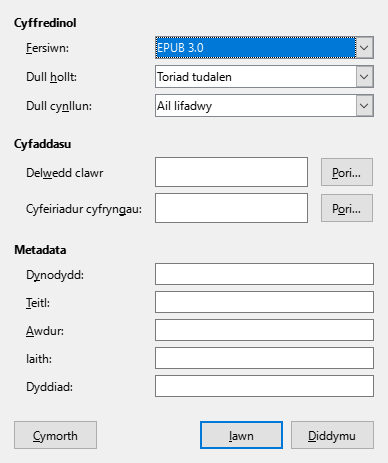 Cyffredinol
Fersiwn: EPUB 3.0
Dull hollt: Toriad tudalen
Dull cynllun: Ail lifadwy
Cyfaddasu
Delwedd clawr Pori...
Cyfeiriadur cyfryngau: Pori...
Metadata
Dynodydd:
Teitl:
Awdur:
Iaith:
Dyddiad:
Cymorth Iawn Diddymu